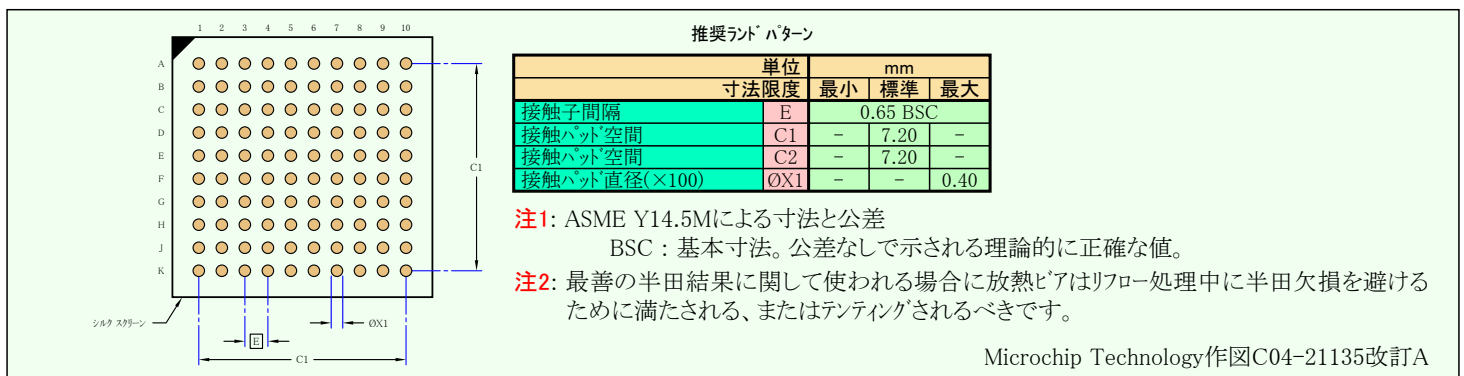 推奨ランドパターン
1 2 3 4 5 6 7 8 9 10
A
B
C
D
E
F
G
H
J
K
C1
シルク スクリーン
E
ØX1
C1
単位 mm
寸法限度 最小 標準 最大
接触子間隔 E 0.65 BSC
接触パッド空間 C1 - 7.20 -
接触パッド空間 C2 - 7.20 -
接触パッド直径(×100) ØX1 - - 0.40
注1: ASME Y14.5Mによる寸法と公差
BSC : 基本寸法。公差なしで示される理論的に正確な値。
注2: 最善の半田結果に関して使われる場合に放熱ビアはリフロー処理中に半田欠損を避ける
ために満たされる、またはテンティングされるべきです。
Microchip Technology作図C04-21135改訂A